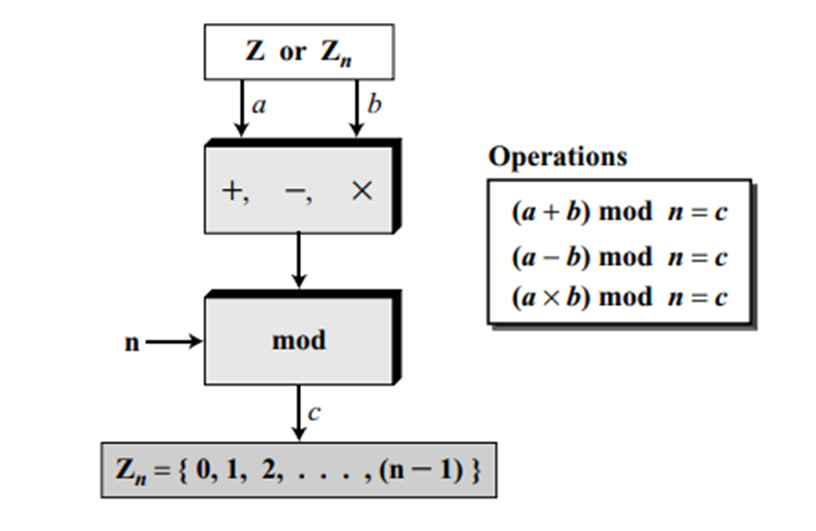 Z or Zn
a
b
+, −, ×
Operations
(a + b) mod n = c
(a − b) mod n = c
(a × b) mod n = c
n
mod
c
Zn = { 0, 1, 2, . . . , (n − 1) }